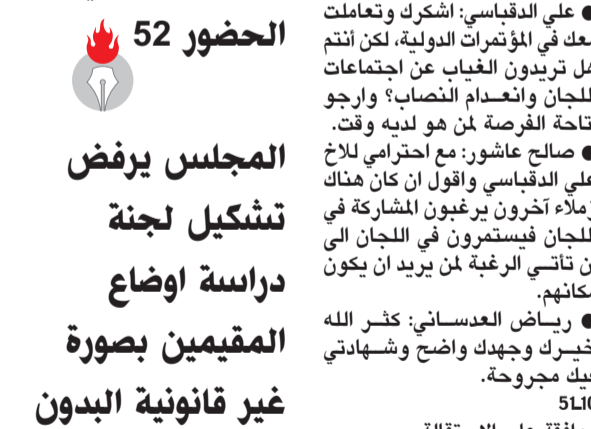 ● علي الدقباسي: اشكرك وتعاملت
معك في المؤتمرات الدولية، لكن أنتم
هل تريدون الغياب عن اجتماعات
اللجان وانعدام النصاب؟ وارجو
اتاحة الفرصة لمن هو لديه وقت.
● صالح عاشور: مع احترامي للاخ
علي الدقباسي واقول ان كان هناك
زملاء آخرون يرغبون المشاركة في
اللجان فيستمرون في اللجان الى
ان تأتي الرغبة لمن يريد ان يكون
مكانهم.
● رياض العدساني: كثر الله
خيرك وجهدك واضح وشهادتي
فيك مجروحة.
الحضور 52
المجلس يرفض
تشكيل لجنة
دراسة اوضاع
المقيمين بصورة
غير قانونية البدون